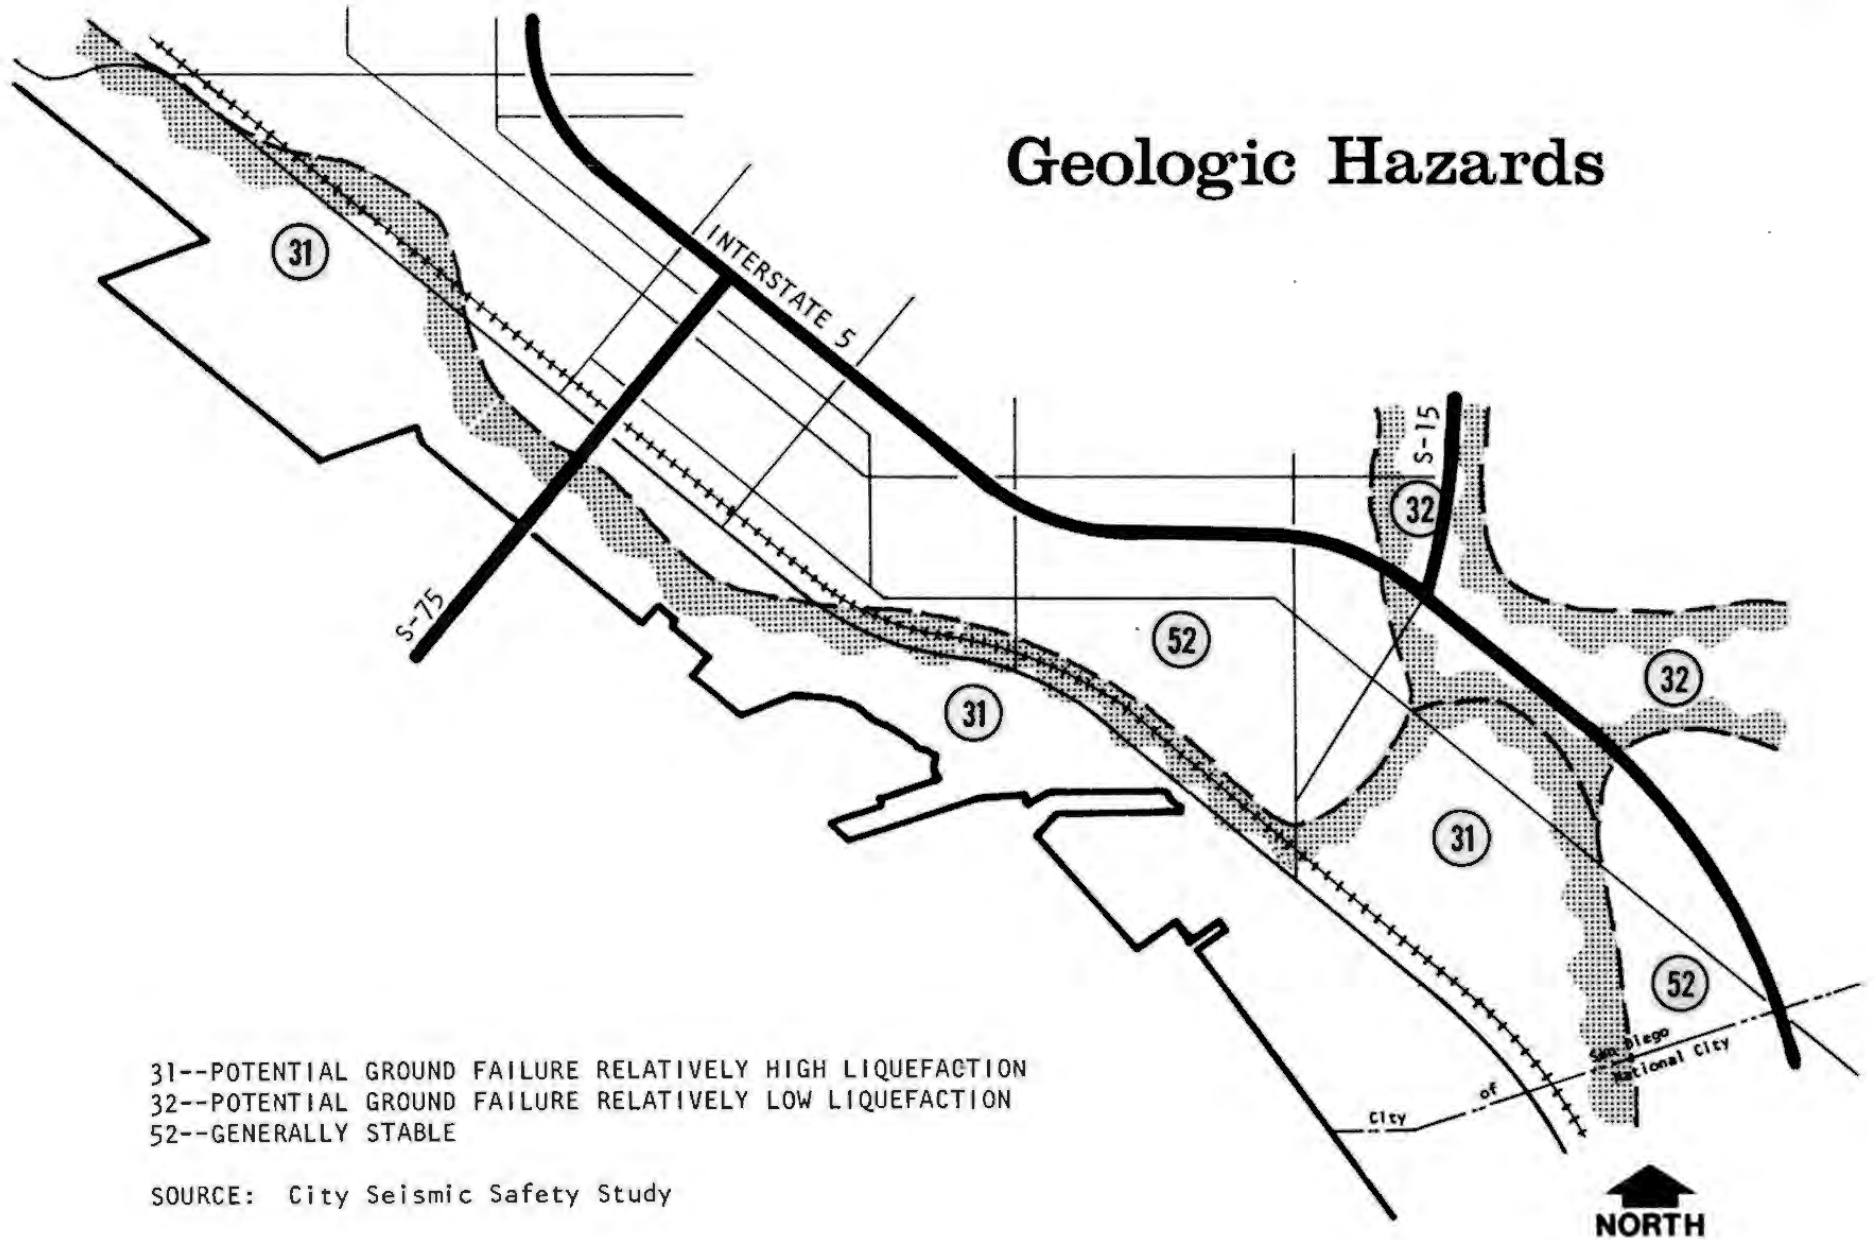 Geologic Hazards
31
INTERSTATE 5
S-15
32
S-75
52
32
31
31
52
San Diego
National City
of
City
31--POTENTIAL GROUND FAILURE RELATIVELY HIGH LIQUEFACTION
32--POTENTIAL GROUND FAILURE RELATIVELY LOW LIQUEFACTION
52--GENERALLY STABLE
SOURCE: City Seismic Safety Study
NORTH